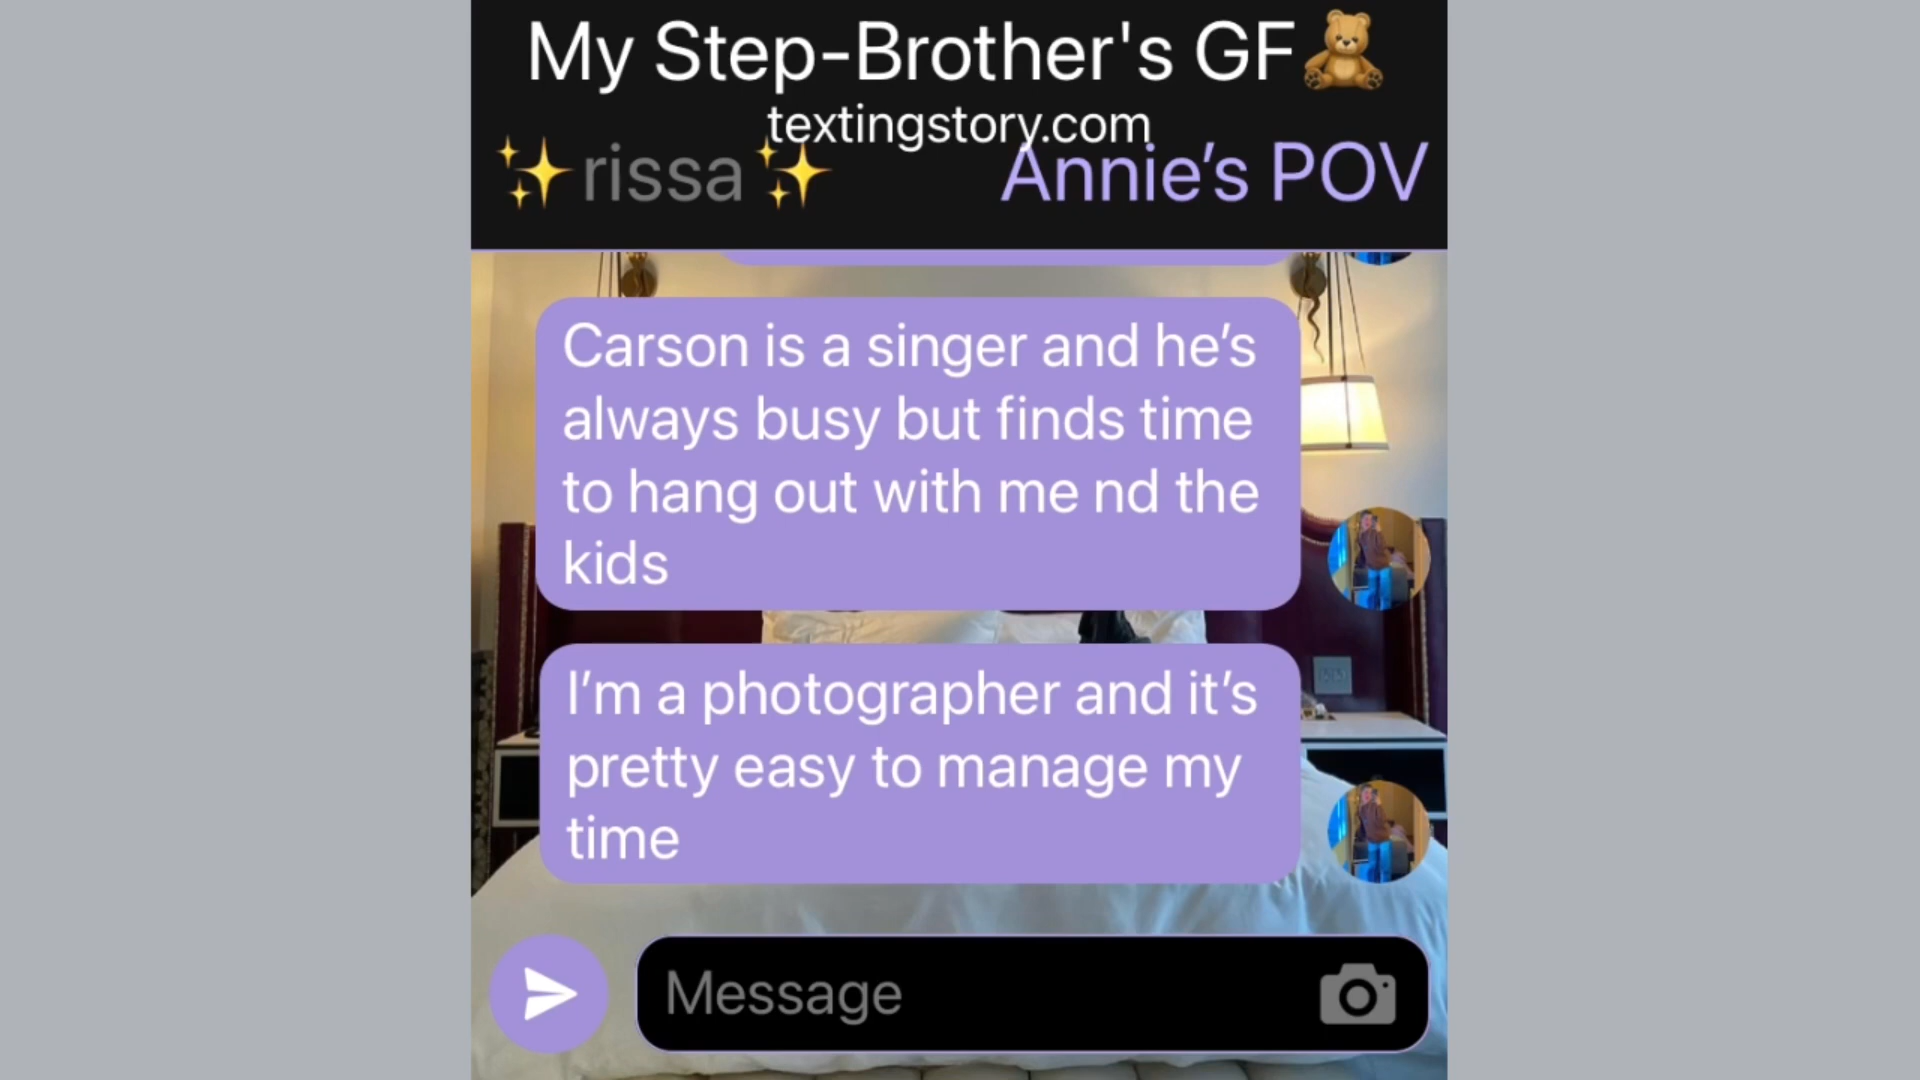 My Step-Brother's GF🧸
textingstory.com
✨rissa✨ Annie’s POV
Carson is a singer and he’s
always busy but finds time
to hang out with me nd the
kids
I’m a photographer and it’s
pretty easy to manage my
time
Message